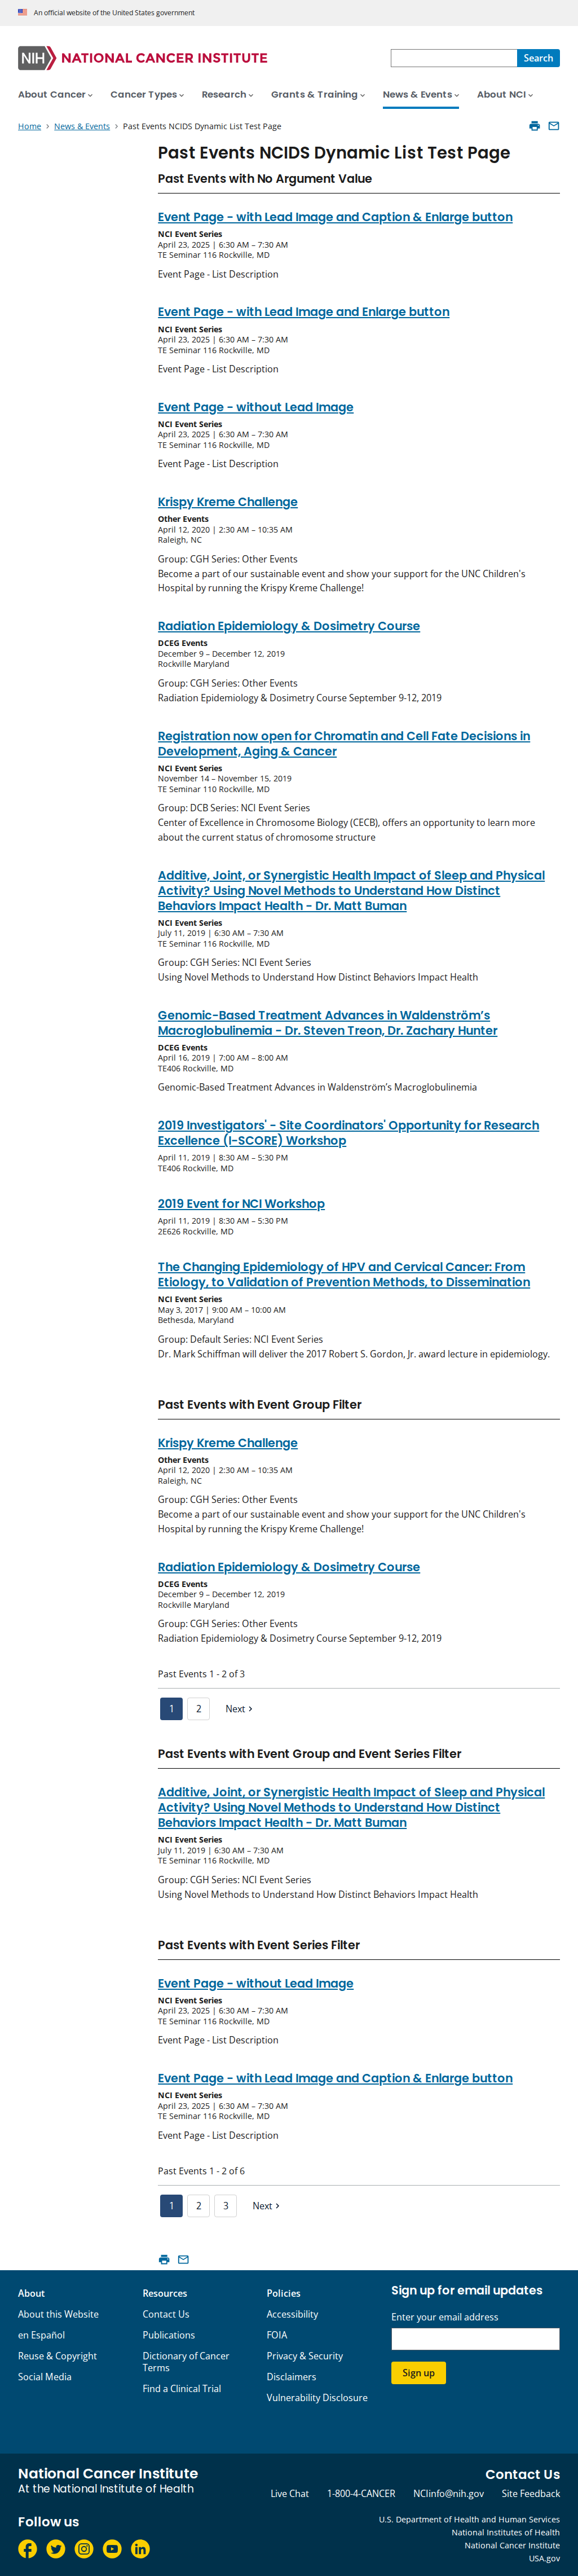 An official website of the United States government
NIH NATIONAL CANCER INSTITUTE
Search
About Cancer
Cancer Types
Research
Grants & Training
News & Events
About NCI
Home > News & Events > Past Events NCIDS Dynamic List Test Page
Past Events NCIDS Dynamic List Test Page
Past Events with No Argument Value
Event Page - with Lead Image and Caption & Enlarge button
NCI Event Series
April 23, 2025 | 6:30 AM – 7:30 AM
TE Seminar 116 Rockville, MD
Event Page - List Description
Event Page - with Lead Image and Enlarge button
NCI Event Series
April 23, 2025 | 6:30 AM – 7:30 AM
TE Seminar 116 Rockville, MD
Event Page - List Description
Event Page - without Lead Image
NCI Event Series
April 23, 2025 | 6:30 AM – 7:30 AM
TE Seminar 116 Rockville, MD
Event Page - List Description
Krispy Kreme Challenge
Other Events
April 12, 2020 | 2:30 AM – 10:35 AM
Raleigh, NC
Group: CGH Series: Other Events
Become a part of our sustainable event and show your support for the UNC Children's
Hospital by running the Krispy Kreme Challenge!
Radiation Epidemiology & Dosimetry Course
DCEG Events
December 9 – December 12, 2019
Rockville Maryland
Group: CGH Series: Other Events
Radiation Epidemiology & Dosimetry Course September 9-12, 2019
Registration now open for Chromatin and Cell Fate Decisions in
Development, Aging & Cancer
NCI Event Series
November 14 – November 15, 2019
TE Seminar 110 Rockville, MD
Group: DCB Series: NCI Event Series
Center of Excellence in Chromosome Biology (CECB), offers an opportunity to learn more
about the current status of chromosome structure
Additive, Joint, or Synergistic Health Impact of Sleep and Physical
Activity? Using Novel Methods to Understand How Distinct
Behaviors Impact Health - Dr. Matt Buman
NCI Event Series
July 11, 2019 | 6:30 AM – 7:30 AM
TE Seminar 116 Rockville, MD
Group: CGH Series: NCI Event Series
Using Novel Methods to Understand How Distinct Behaviors Impact Health
Genomic-Based Treatment Advances in Waldenström’s
Macroglobulinemia - Dr. Steven Treon, Dr. Zachary Hunter
DCEG Events
April 16, 2019 | 7:00 AM – 8:00 AM
TE406 Rockville, MD
Genomic-Based Treatment Advances in Waldenström’s Macroglobulinemia
2019 Investigators' - Site Coordinators' Opportunity for Research
Excellence (I-SCORE) Workshop
April 11, 2019 | 8:30 AM – 5:30 PM
TE406 Rockville, MD
2019 Event for NCI Workshop
April 11, 2019 | 8:30 AM – 5:30 PM
2E626 Rockville, MD
The Changing Epidemiology of HPV and Cervical Cancer: From
Etiology, to Validation of Prevention Methods, to Dissemination
NCI Event Series
May 3, 2017 | 9:00 AM – 10:00 AM
Bethesda, Maryland
Group: Default Series: NCI Event Series
Dr. Mark Schiffman will deliver the 2017 Robert S. Gordon, Jr. award lecture in epidemiology.
Past Events with Event Group Filter
Krispy Kreme Challenge
Other Events
April 12, 2020 | 2:30 AM – 10:35 AM
Raleigh, NC
Group: CGH Series: Other Events
Become a part of our sustainable event and show your support for the UNC Children's
Hospital by running the Krispy Kreme Challenge!
Radiation Epidemiology & Dosimetry Course
DCEG Events
December 9 – December 12, 2019
Rockville Maryland
Group: CGH Series: Other Events
Radiation Epidemiology & Dosimetry Course September 9-12, 2019
Past Events 1 - 2 of 3
1 2 Next >
Past Events with Event Group and Event Series Filter
Additive, Joint, or Synergistic Health Impact of Sleep and Physical
Activity? Using Novel Methods to Understand How Distinct
Behaviors Impact Health - Dr. Matt Buman
NCI Event Series
July 11, 2019 | 6:30 AM – 7:30 AM
TE Seminar 116 Rockville, MD
Group: CGH Series: NCI Event Series
Using Novel Methods to Understand How Distinct Behaviors Impact Health
Past Events with Event Series Filter
Event Page - without Lead Image
NCI Event Series
April 23, 2025 | 6:30 AM – 7:30 AM
TE Seminar 116 Rockville, MD
Event Page - List Description
Event Page - with Lead Image and Caption & Enlarge button
NCI Event Series
April 23, 2025 | 6:30 AM – 7:30 AM
TE Seminar 116 Rockville, MD
Event Page - List Description
Past Events 1 - 2 of 6
1 2 3 Next >
About
About this Website
en Español
Reuse & Copyright
Social Media
Resources
Contact Us
Publications
Dictionary of Cancer
Terms
Find a Clinical Trial
Policies
Accessibility
FOIA
Privacy & Security
Disclaimers
Vulnerability Disclosure
Sign up for email updates
Enter your email address
Sign up
National Cancer Institute
At the National Institutes of Health
Contact Us
Live Chat 1-800-4-CANCER NCIinfo@nih.gov Site Feedback
Follow us
U.S. Department of Health and Human Services
National Institutes of Health
National Cancer Institute
USA.gov